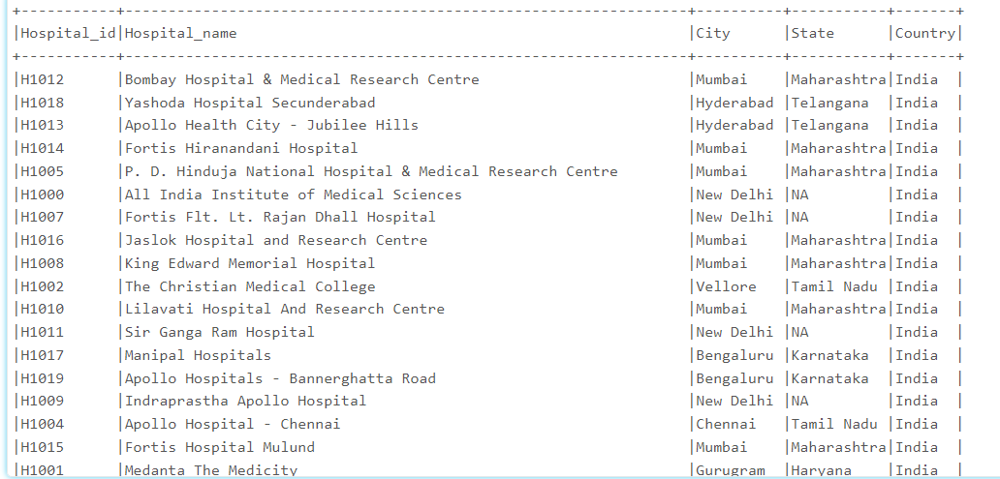 +-----------+-----------------------------------------------------------------+----------+-----------+-------+
|Hospital_id|Hospital_name                                                    |City      |State      |Country|
+-----------+-----------------------------------------------------------------+----------+-----------+-------+
|H1012      |Bombay Hospital & Medical Research Centre                        |Mumbai    |Maharashtra|India  |
|H1018      |Yashoda Hospital Secunderabad                                    |Hyderabad |Telangana  |India  |
|H1013      |Apollo Health City - Jubilee Hills                               |Hyderabad |Telangana  |India  |
|H1014      |Fortis Hiranandani Hospital                                      |Mumbai    |Maharashtra|India  |
|H1005      |P. D. Hinduja National Hospital & Medical Research Centre        |Mumbai    |Maharashtra|India  |
|H1000      |All India Institute of Medical Sciences                          |New Delhi |NA         |India  |
|H1007      |Fortis Flt. Lt. Rajan Dhall Hospital                             |New Delhi |NA         |India  |
|H1016      |Jaslok Hospital and Research Centre                              |Mumbai    |Maharashtra|India  |
|H1008      |King Edward Memorial Hospital                                    |Mumbai    |Maharashtra|India  |
|H1002      |The Christian Medical College                                    |Vellore   |Tamil Nadu |India  |
|H1010      |Lilavati Hospital And Research Centre                            |Mumbai    |Maharashtra|India  |
|H1011      |Sir Ganga Ram Hospital                                           |New Delhi |NA         |India  |
|H1017      |Manipal Hospitals                                                |Bengaluru |Karnataka  |India  |
|H1019      |Apollo Hospitals - Bannerghatta Road                             |Bengaluru |Karnataka  |India  |
|H1009      |Indraprastha Apollo Hospital                                     |New Delhi |NA         |India  |
|H1004      |Apollo Hospital - Chennai                                        |Chennai   |Tamil Nadu |India  |
|H1015      |Fortis Hospital Mulund                                           |Mumbai    |Maharashtra|India  |
|H1001      |Medanta The Medicity                                             |Gurugram  |Haryana    |India  |